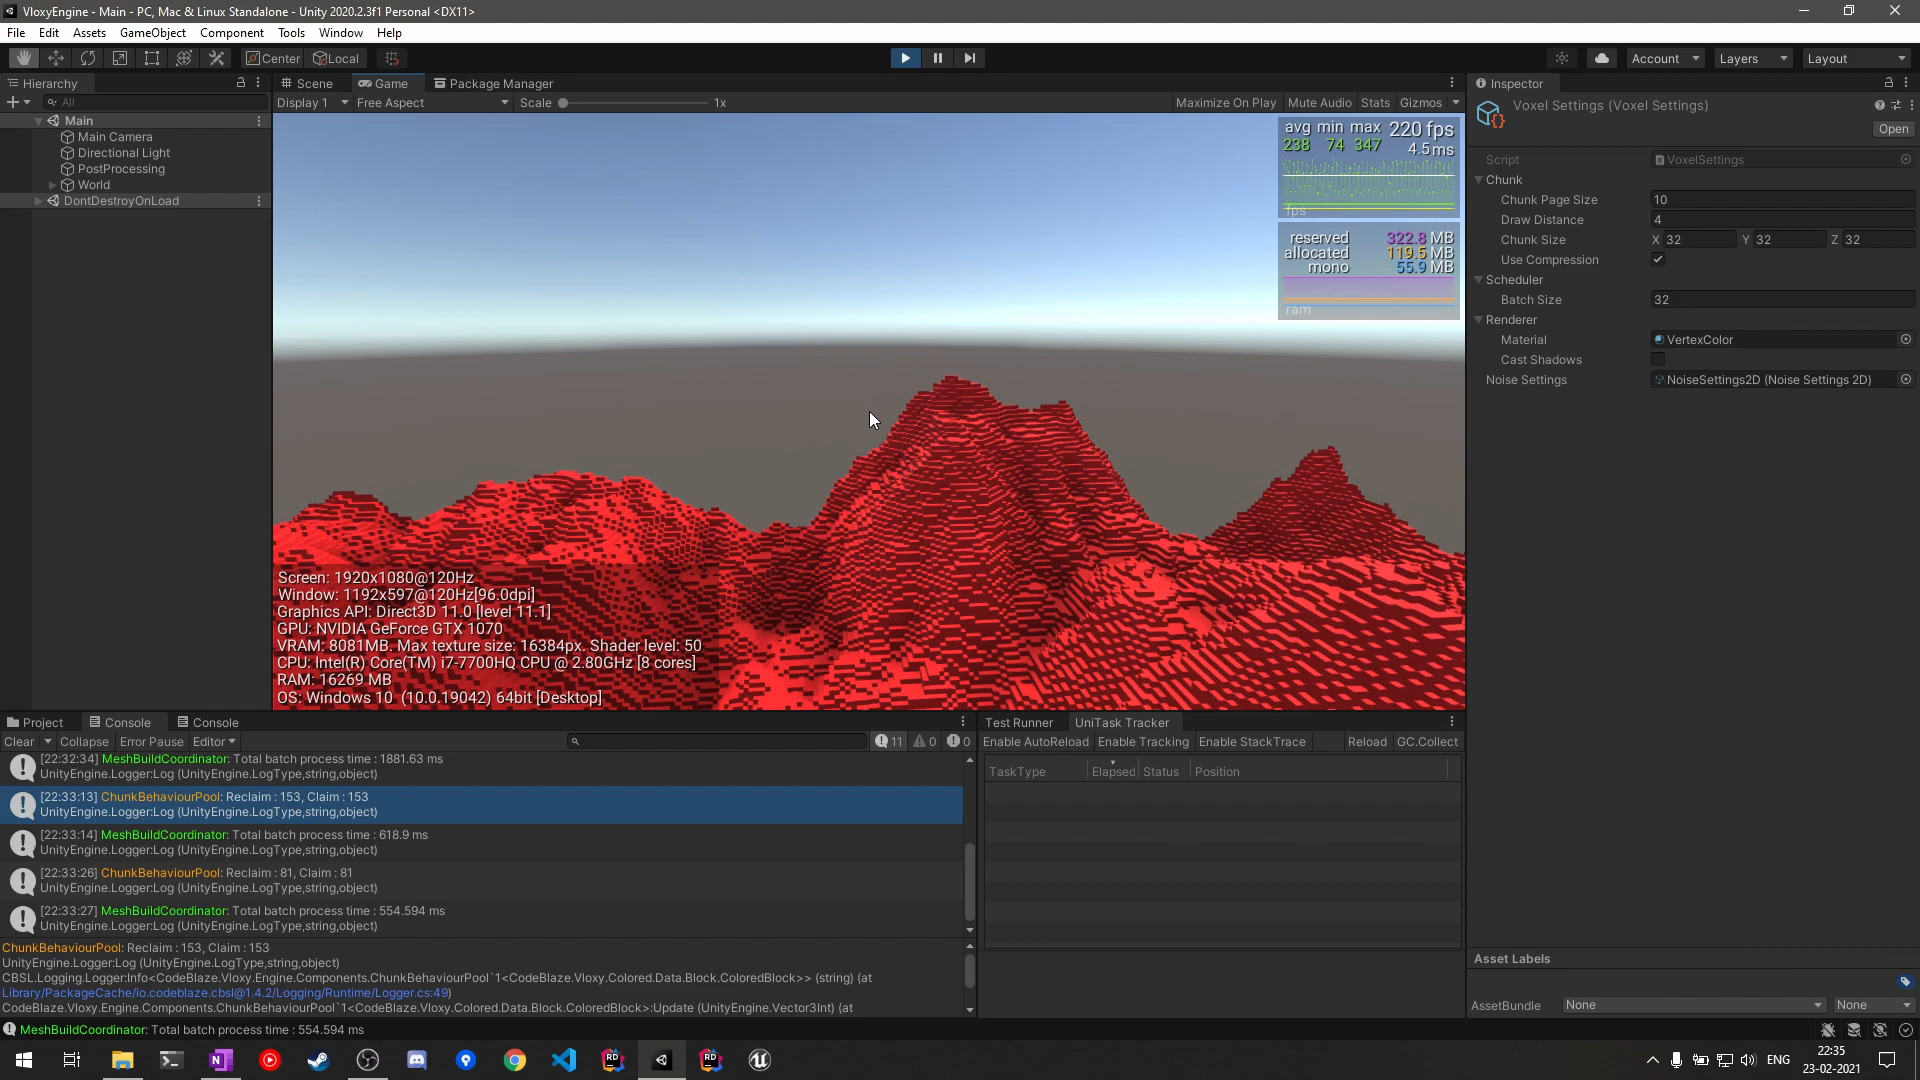 VloxyEngine - Main - PC, Mac & Linux Standalone - Unity 2020.2.3f1 Personal <DX11>
File Edit Assets GameObject Component Tools Window Help
Center Local Account Layers Layout
Hierarchy
All
Main
Main Camera
Directional Light
PostProcessing
World
DontDestroyOnLoad
Scene Game Package Manager
Display 1 Free Aspect Scale 1x Maximize On Play Mute Audio Stats Gizmos
avg min max 220 fps
238 74 347 4.5ms
fps
reserved 322.8 MB
allocated 119.5 MB
mono 55.9 MB
ram
Screen: 1920x1080@120Hz
Window: 1192x597@120Hz[96.0dpi]
Graphics API: Direct3D 11.0 [level 11.1]
GPU: NVIDIA GeForce GTX 1070
VRAM: 8081MB. Max texture size: 16384px. Shader level: 50
CPU: Intel(R) Core(TM) i7-7700HQ CPU @ 2.80GHz [8 cores]
RAM: 16269 MB
OS: Windows 10 (10.0.19042) 64bit [Desktop]
Inspector
Voxel Settings (Voxel Settings)
Open
Script VoxelSettings
Chunk
Chunk Page Size 10
Draw Distance 4
Chunk Size X 32 Y 32 Z 32
Use Compression
Scheduler
Batch Size 32
Renderer
Material VertexColor
Cast Shadows
Noise Settings NoiseSettings2D (Noise Settings 2D)
Asset Labels
AssetBundle None None
Project Console Console
Clear Collapse Error Pause Editor 11 0 0
[22:32:34] MeshBuildCoordinator: Total batch process time : 1881.63 ms
UnityEngine.Logger:Log (UnityEngine.LogType,string,object)
[22:33:13] ChunkBehaviourPool: Reclaim : 153, Claim : 153
UnityEngine.Logger:Log (UnityEngine.LogType,string,object)
[22:33:14] MeshBuildCoordinator: Total batch process time : 618.9 ms
UnityEngine.Logger:Log (UnityEngine.LogType,string,object)
[22:33:26] ChunkBehaviourPool: Reclaim : 81, Claim : 81
UnityEngine.Logger:Log (UnityEngine.LogType,string,object)
[22:33:27] MeshBuildCoordinator: Total batch process time : 554.594 ms
UnityEngine.Logger:Log (UnityEngine.LogType,string,object)
ChunkBehaviourPool: Reclaim : 153, Claim : 153
UnityEngine.Logger:Log (UnityEngine.LogType,string,object)
CBSL.Logging.Logger:Info<CodeBlaze.Vloxy.Engine.Components.ChunkBehaviourPool`1<CodeBlaze.Vloxy.Colored.Data.Block.ColoredBlock>> (string) (at
Library/PackageCache/io.codeblaze.cbsl@1.4.2/Logging/Runtime/Logger.cs:49)
CodeBlaze.Vloxy.Engine.Components.ChunkBehaviourPool`1<CodeBlaze.Vloxy.Colored.Data.Block.ColoredBlock>:Update (UnityEngine.Vector3Int) (at
MeshBuildCoordinator: Total batch process time : 554.594 ms
Test Runner UniTask Tracker
Enable AutoReload Enable Tracking Enable StackTrace Reload GC.Collect
TaskType Elapsed Status Position
RD RD
ENG
22:35
23-02-2021